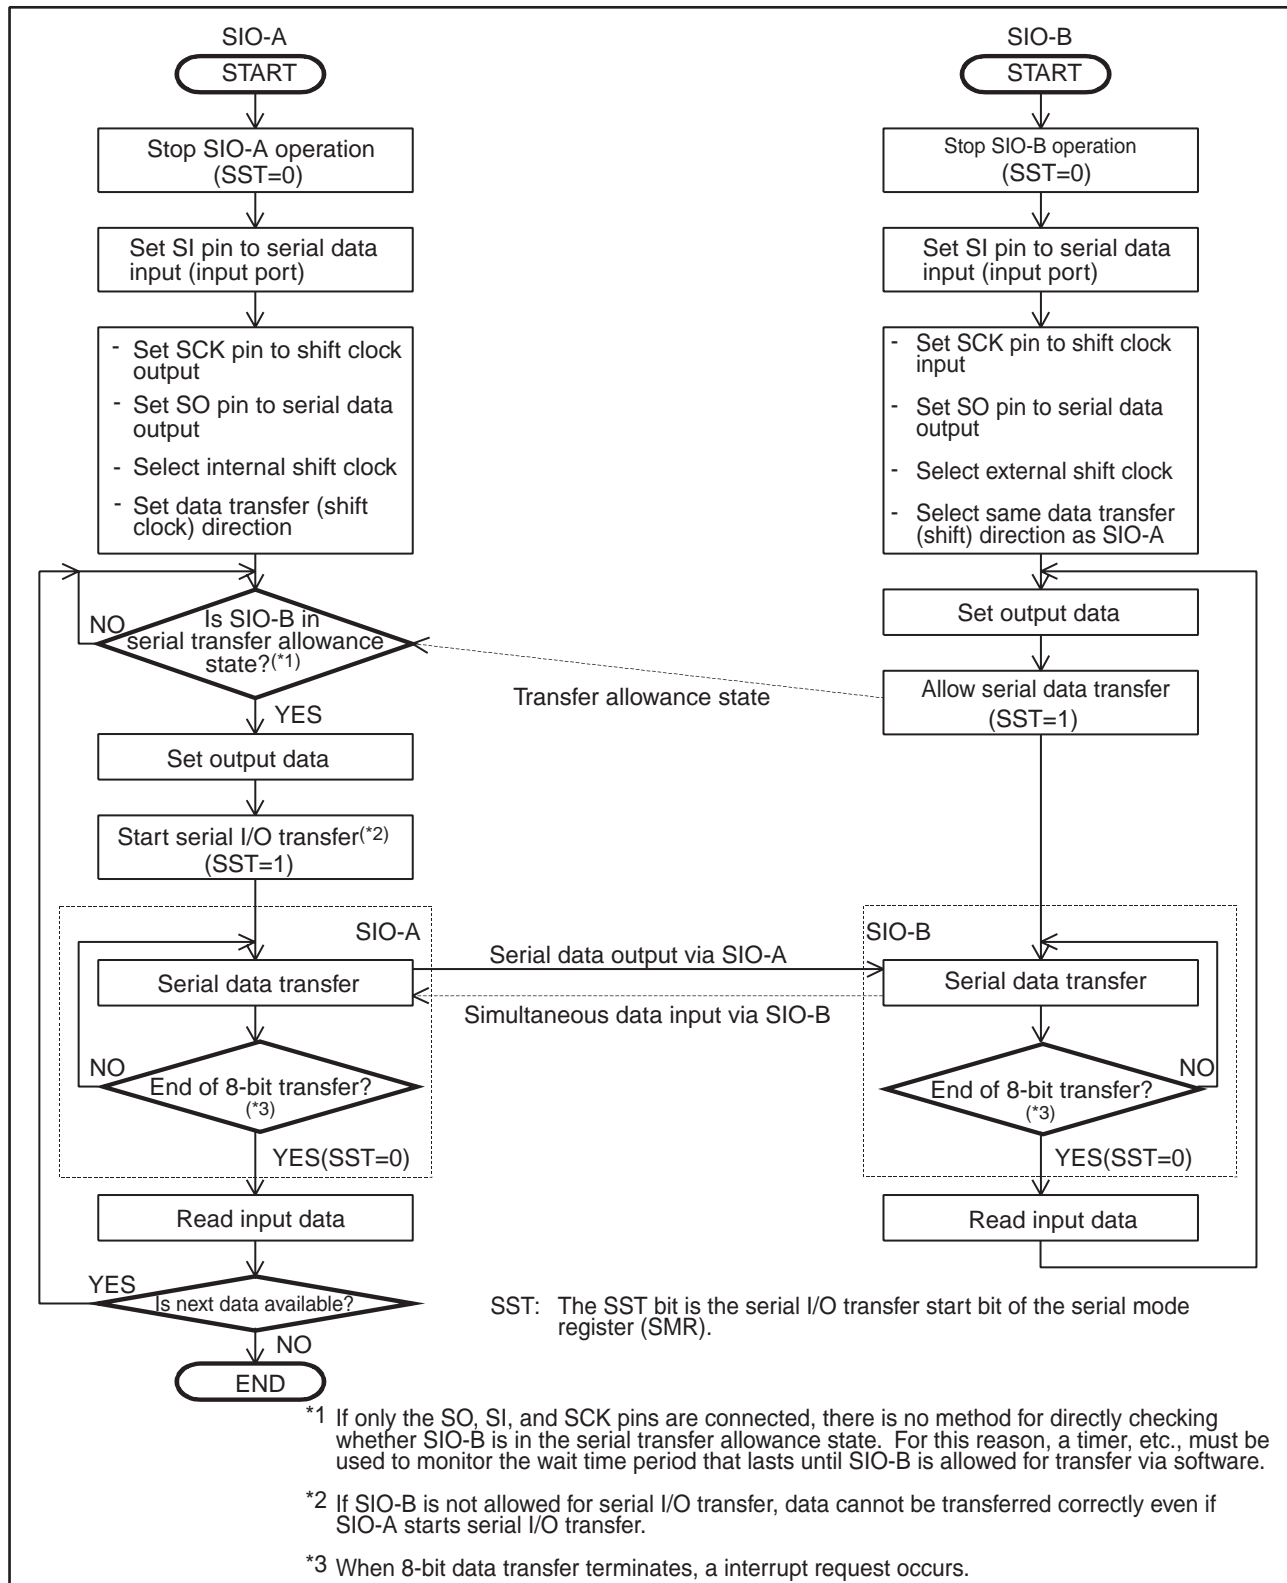 SIO-A
START
Stop SIO-A operation
(SST=0)
Set SI pin to serial data
input (input port)
- Set SCK pin to shift clock
output
- Set SO pin to serial data
output
- Select internal shift clock
- Set data transfer (shift
clock) direction
NO
Is SIO-B in
serial transfer allowance
state?(*1)
YES
Set output data
Start serial I/O transfer(*2)
(SST=1)
SIO-A
Serial data transfer
NO
End of 8-bit transfer?
(*3)
YES(SST=0)
Read input data
YES
Is next data available?
NO
END
Transfer allowance state
Serial data output via SIO-A
Simultaneous data input via SIO-B
SIO-B
START
Stop SIO-B operation
(SST=0)
Set SI pin to serial data
input (input port)
- Set SCK pin to shift clock
input
- Set SO pin to serial data
output
- Select external shift clock
- Select same data transfer
(shift) direction as SIO-A
Set output data
Allow serial data transfer
(SST=1)
SIO-B
Serial data transfer
NO
End of 8-bit transfer?
(*3)
YES(SST=0)
Read input data
SST: The SST bit is the serial I/O transfer start bit of the serial mode
register (SMR).
*1 If only the SO, SI, and SCK pins are connected, there is no method for directly checking
whether SIO-B is in the serial transfer allowance state. For this reason, a timer, etc., must be
used to monitor the wait time period that lasts until SIO-B is allowed for transfer via software.
*2 If SIO-B is not allowed for serial I/O transfer, data cannot be transferred correctly even if
SIO-A starts serial I/O transfer.
*3 When 8-bit data transfer terminates, a interrupt request occurs.